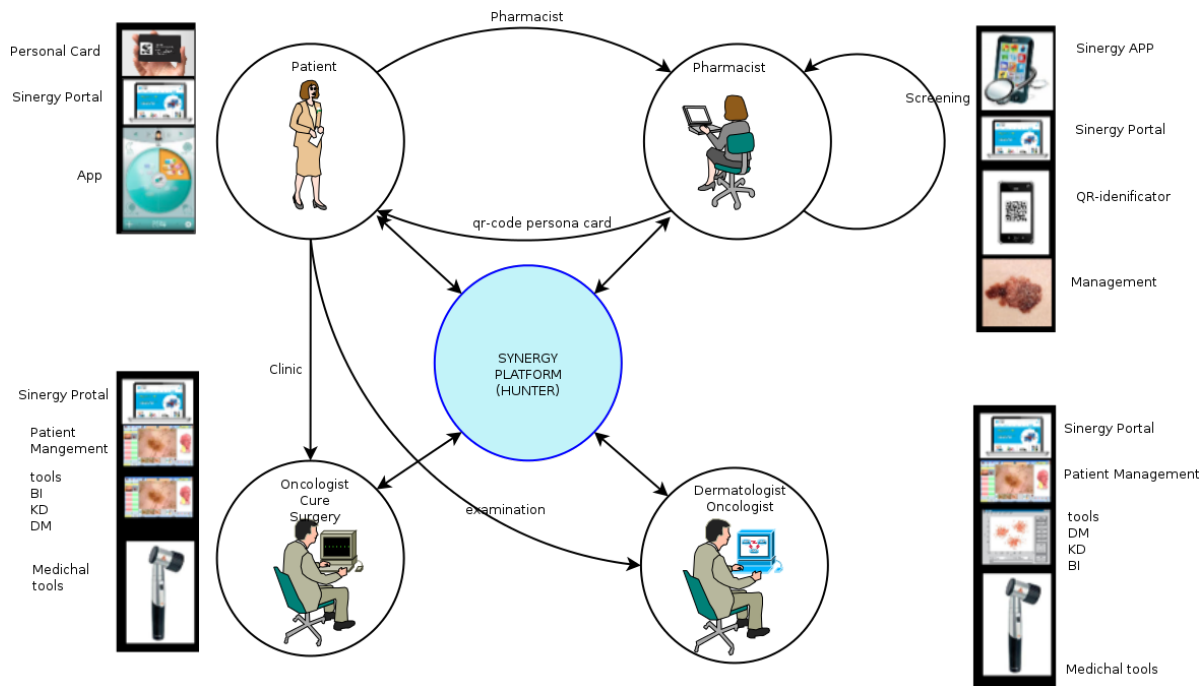 Pharmacist
Personal Card
Sinergy Portal
App
Patient
Pharmacist
Screening
Sinergy APP
Sinergy Portal
QR-idenificator
Management
qr-code persona card
SYNERGY
PLATFORM
(HUNTER)
Clinic
examination
Sinergy Protal
Patient
Mangement
tools
BI
KD
DM
Medichal
tools
Oncologist
Cure
Surgery
Dermatologist
Oncologist
Sinergy Portal
Patient Management
tools
DM
KD
BI
Medichal tools